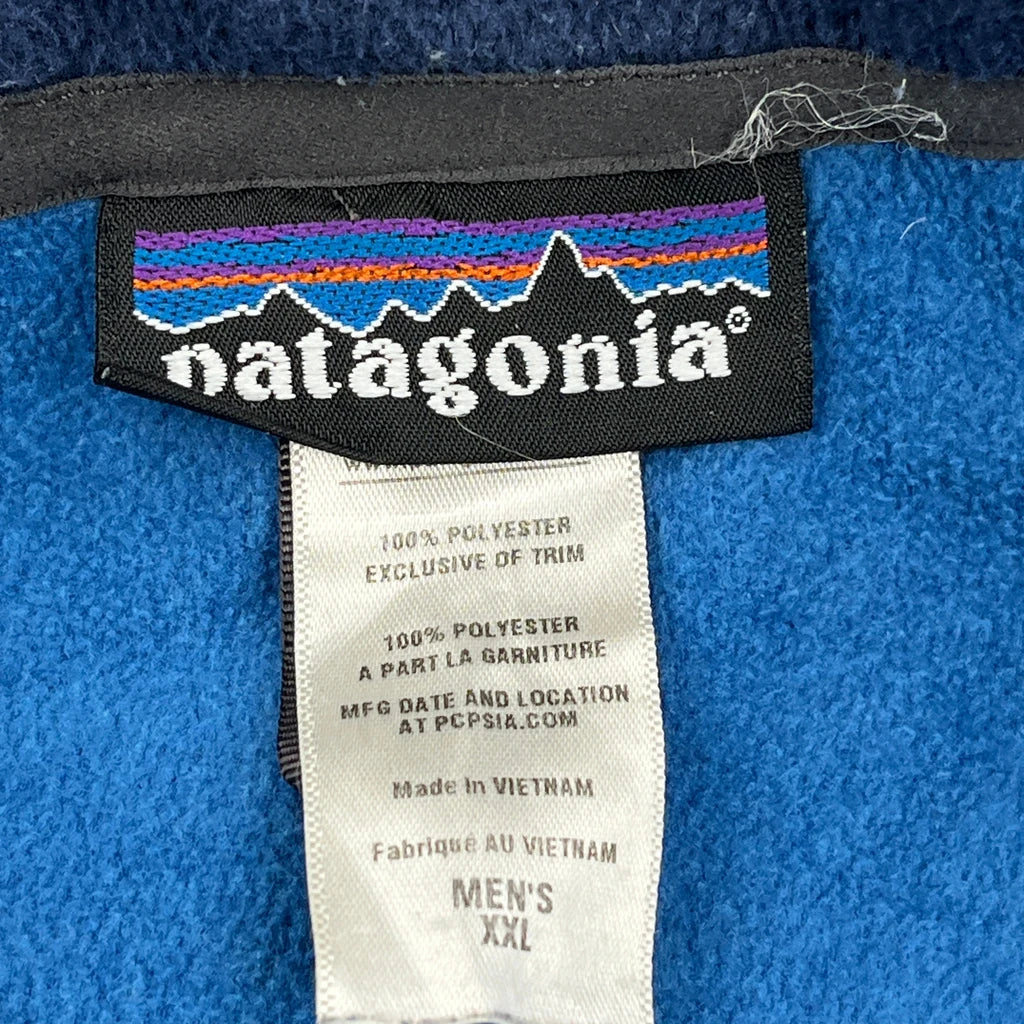 patagonia®
100% POLYESTER
EXCLUSIVE OF TRIM
100% POLYESTER
A PART LA GARNITURE
MFG DATE AND LOCATION
AT PCPSIA.COM
Made In VIETNAM
Fabriqué AU VIETNAM
MEN'S
XXL